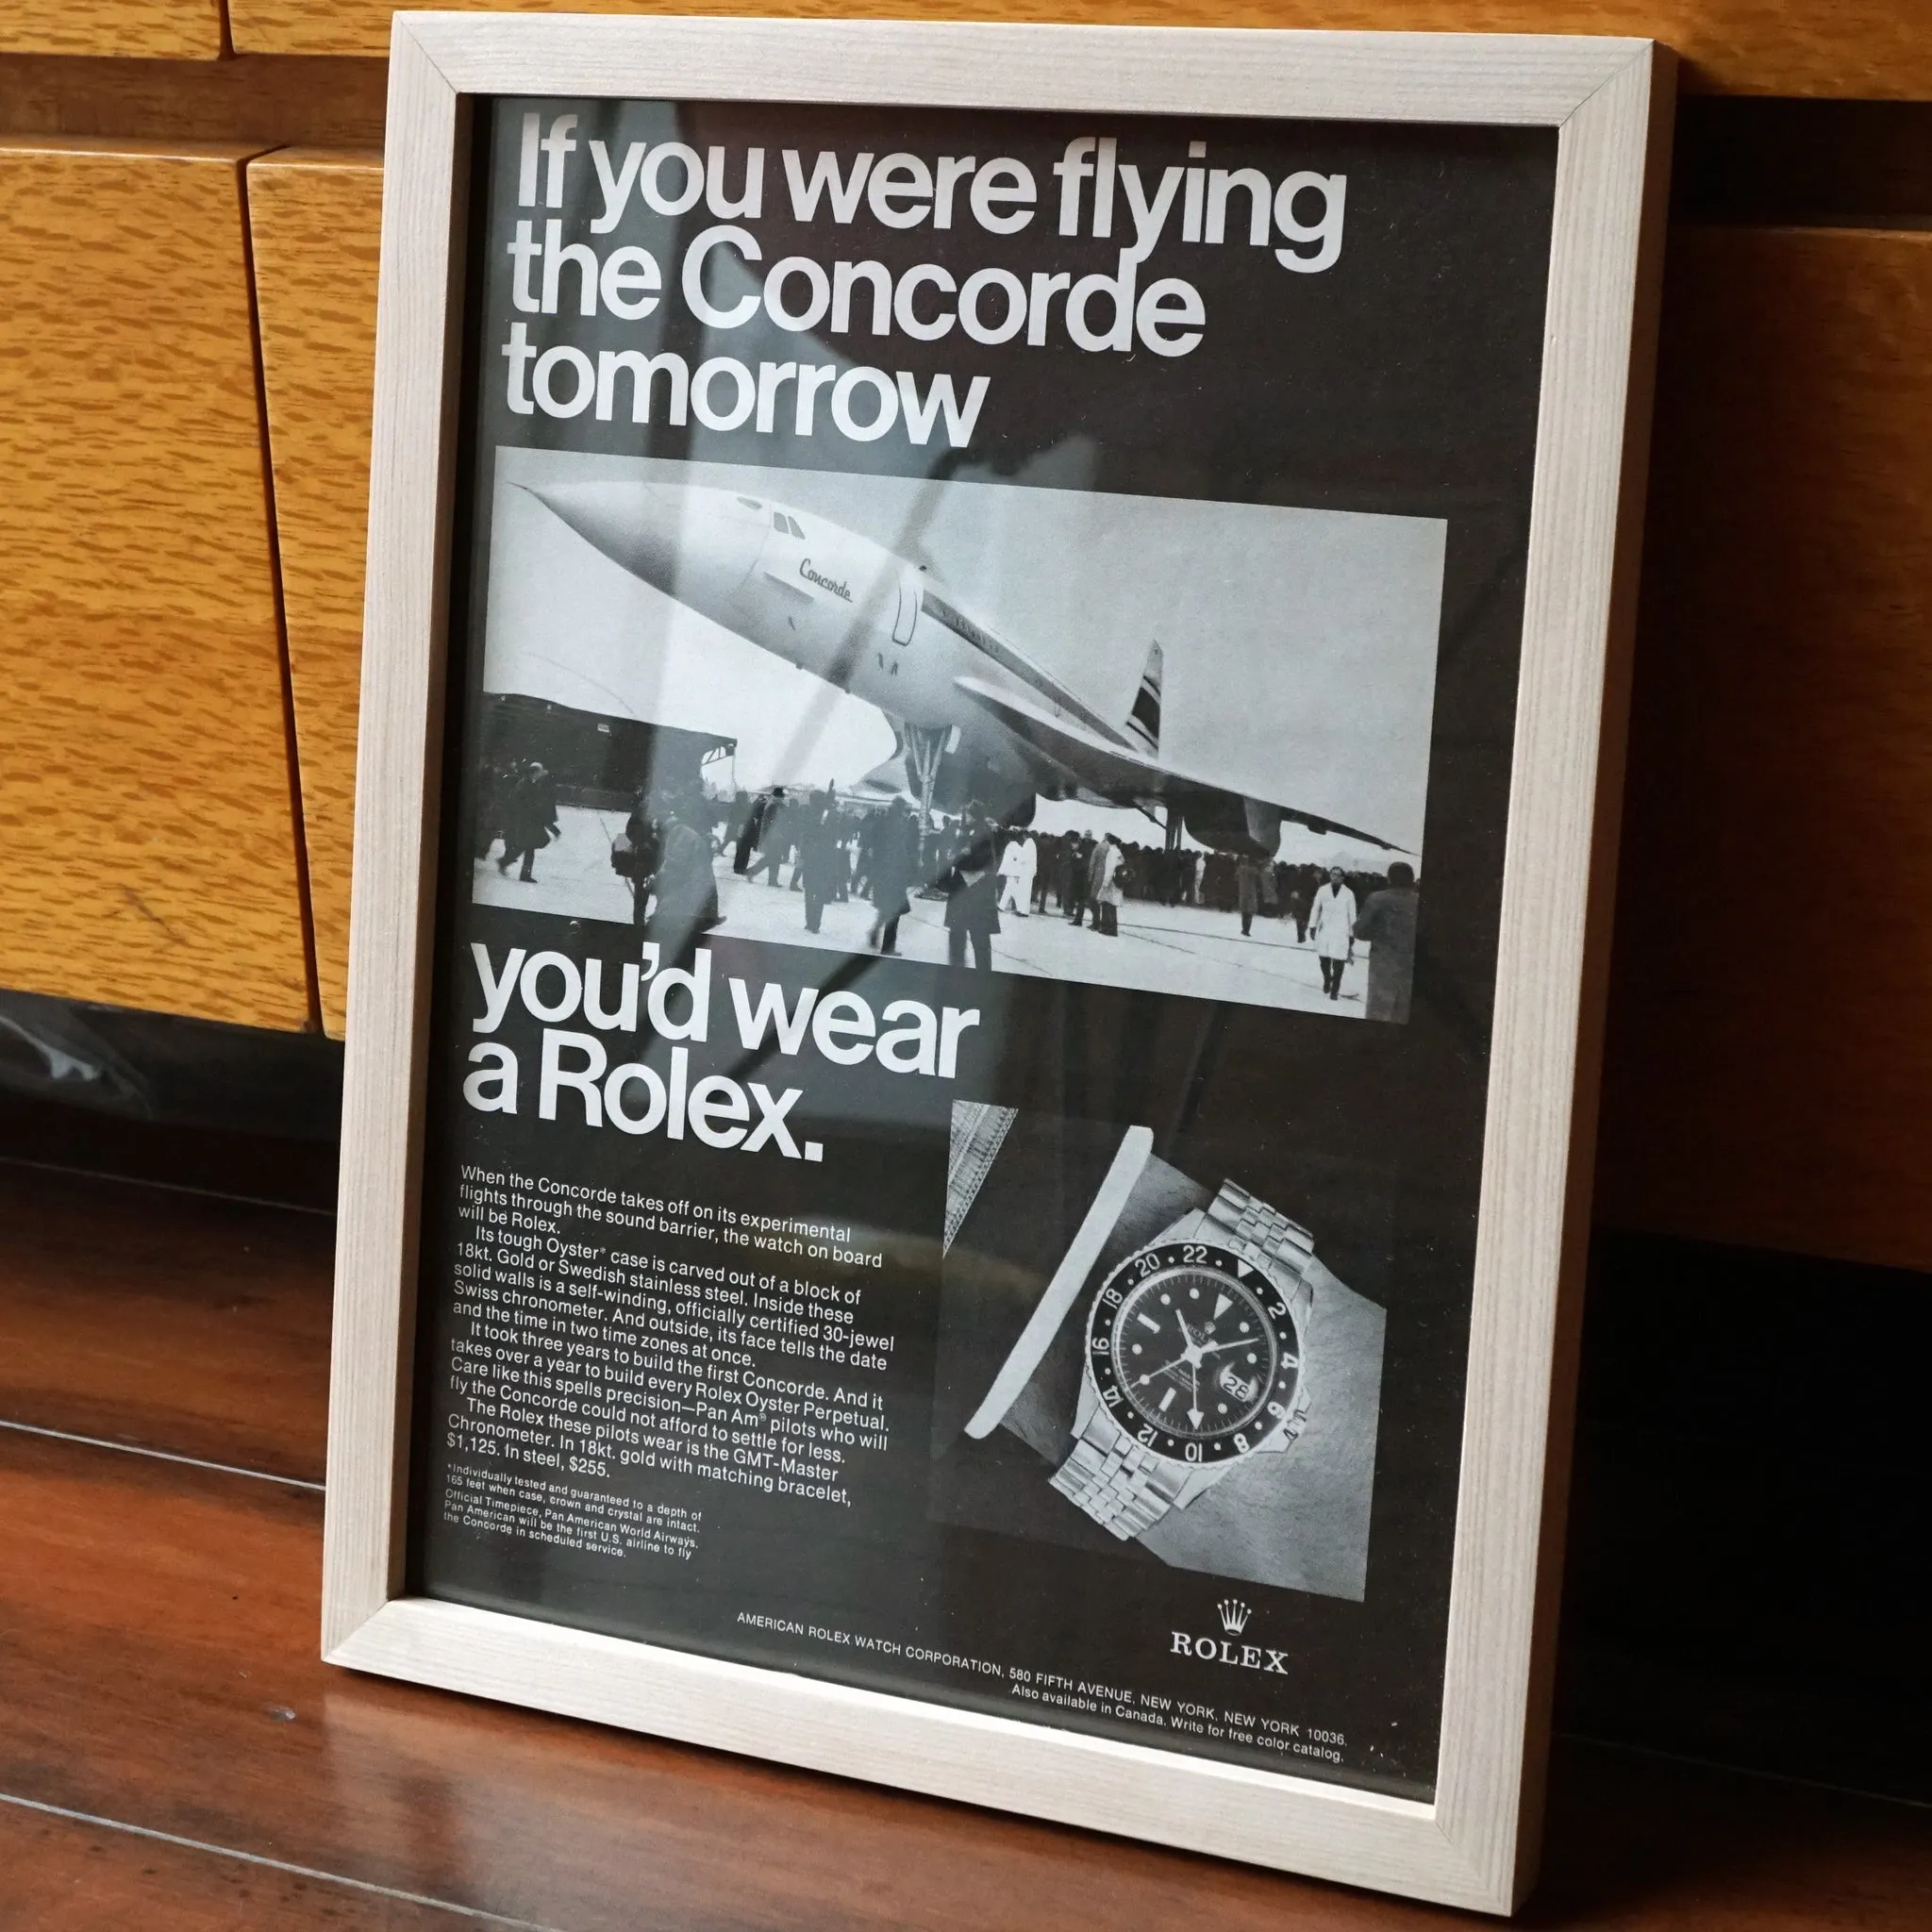 If you were flying
the Concorde
tomorrow
Concorde
you'd wear
a Rolex.
When the Concorde takes off on its experimental
flights through the sound barrier, the watch on board
will be Rolex.
Its tough Oyster* case is carved out of a block of
18kt. Gold or Swedish stainless steel. Inside these
solid walls is a self-winding, officially certified 30-jewel
Swiss chronometer. And outside, its face tells the date
and the time in two time zones at once.
It took three years to build the first Concorde. And it
takes over a year to build every Rolex Oyster Perpetual.
Care like this spells precision—Pan Am® pilots who will
fly the Concorde could not afford to settle for less.
The Rolex these pilots wear is the GMT-Master
Chronometer. In 18kt. gold with matching bracelet,
$1,125. In steel, $255.
*Individually tested and guaranteed to a depth of
165 feet when case, crown and crystal are intact.
Official Timepiece, Pan American World Airways.
Pan American will be the first U.S. airline to fly
the Concorde in scheduled service.
22 2 4 6 8 10 12 14 16 18 20
28
ROLEX
AMERICAN ROLEX WATCH CORPORATION, 580 FIFTH AVENUE, NEW YORK, NEW YORK 10036.
Also available in Canada. Write for free color catalog.